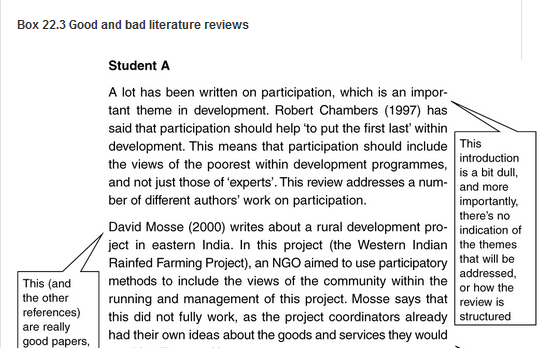 Box 22.3 Good and bad literature reviews
Student A
A lot has been written on participation, which is an impor-
tant theme in development. Robert Chambers (1997) has
said that participation should help ‘to put the first last’ within
development. This means that participation should include
the views of the poorest within development programmes,
and not just those of ‘experts’. This review addresses a num-
ber of different authors’ work on participation.
This
introduction
is a bit dull,
and more
importantly,
there’s no
indication of
the themes
that will be
addressed,
or how the
review is
structured
David Mosse (2000) writes about a rural development pro-
ject in eastern India. In this project (the Western Indian
Rainfed Farming Project), an NGO aimed to use participatory
methods to include the views of the community within the
running and management of this project. Mosse says that
this did not fully work, as the project coordinators already
had their own ideas about the goods and services they would
This (and
the other
references)
are really
good papers,